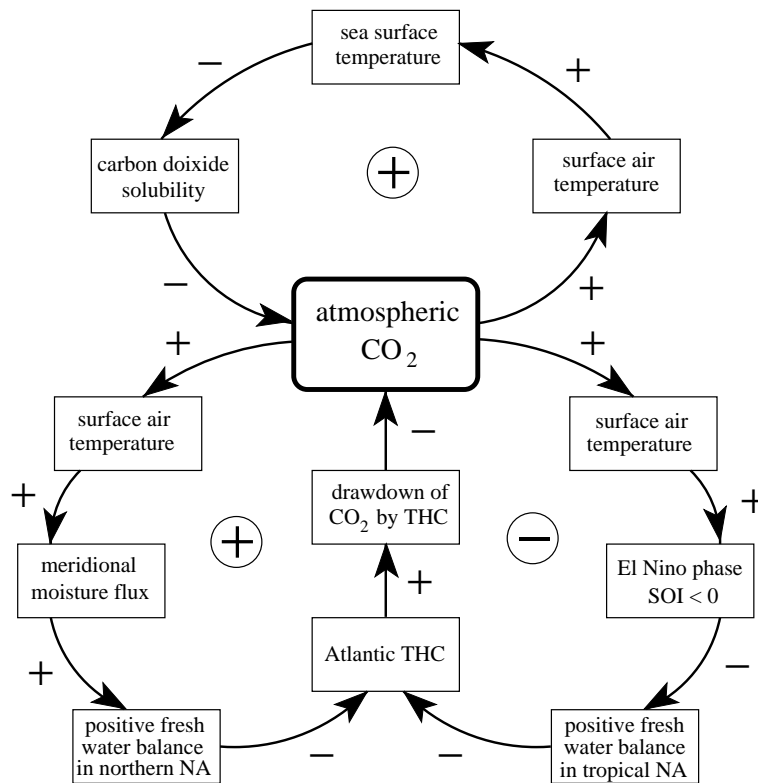 sea surface
temperature
−
+
carbon doixide
solubility
+
surface air
temperature
−
+
atmospheric
CO2
+
+
surface air
temperature
−
surface air
temperature
+
drawdown of
CO2 by THC
+
+
−
meridional
moisture flux
El Nino phase
SOI < 0
+
+
Atlantic THC
−
positive fresh
water balance
in northern NA
−
−
positive fresh
water balance
in tropical NA